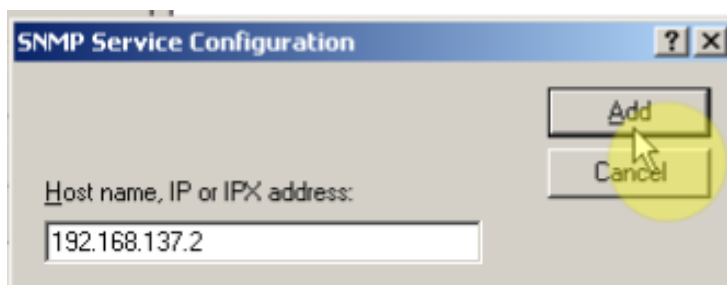 SNMP Service Configuration
Add
Cancel
Host name, IP or IPX address:
192.168.137.2